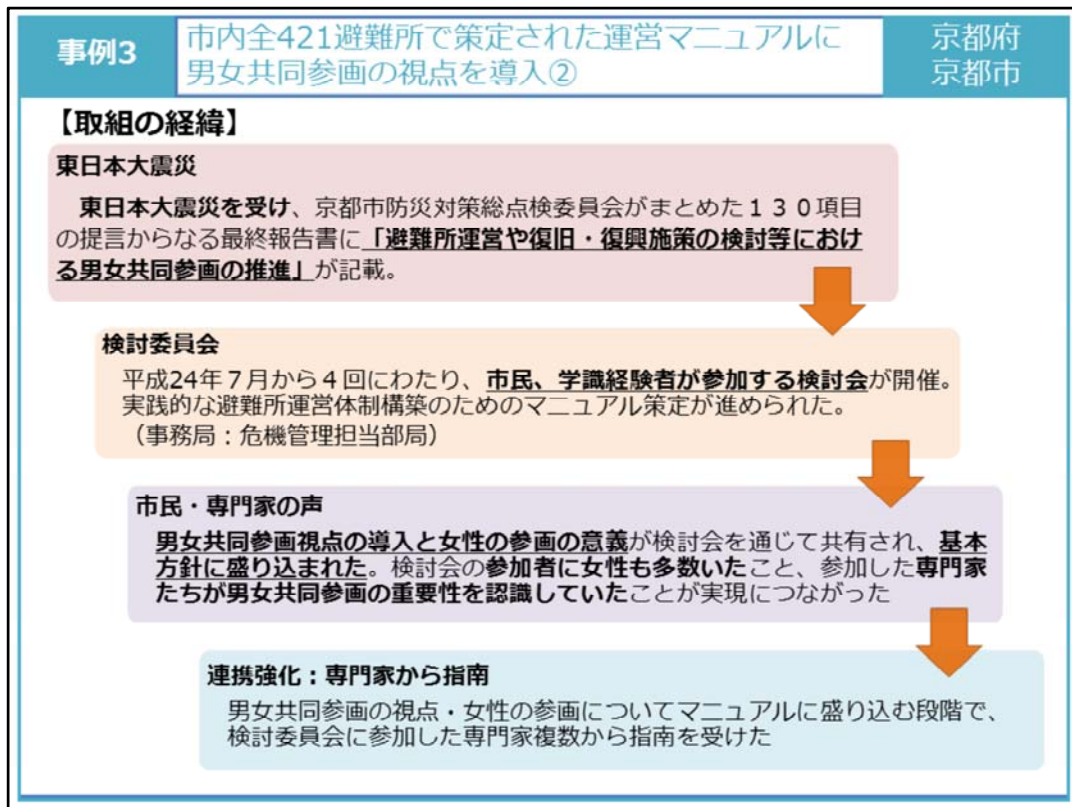 事例3
市内全421避難所で策定された運営マニュアルに
男女共同参画の視点を導入②
京都府
京都市
【取組の経緯】
東日本大震災
東日本大震災を受け、京都市防災対策総点検委員会がまとめた１３０項目
の提言からなる最終報告書に「避難所運営や復旧・復興施策の検討等におけ
る男女共同参画の推進」が記載。
検討委員会
平成24年７月から４回にわたり、市民、学識経験者が参加する検討会が開催。
実践的な避難所運営体制構築のためのマニュアル策定が進められた。
（事務局：危機管理担当部局）
市民・専門家の声
男女共同参画視点の導入と女性の参画の意義が検討会を通じて共有され、基本
方針に盛り込まれた。検討会の参加者に女性も多数いたこと、参加した専門家
たちが男女共同参画の重要性を認識していたことが実現につながった
連携強化：専門家から指南
男女共同参画の視点・女性の参画についてマニュアルに盛り込む段階で、
検討委員会に参加した専門家複数から指南を受けた